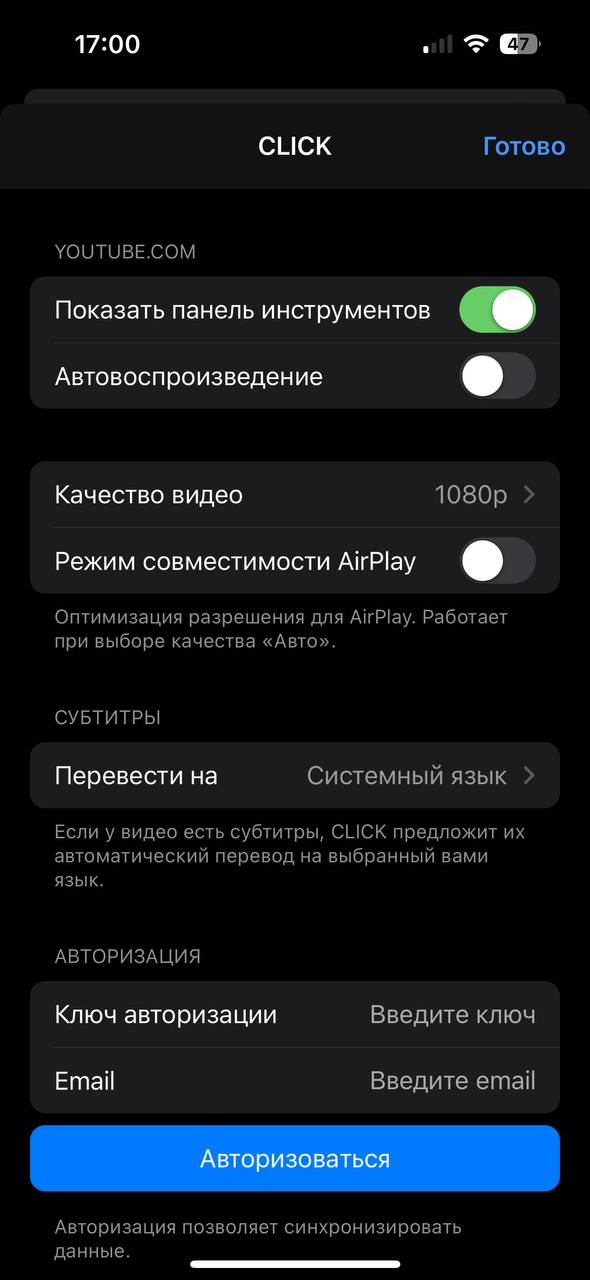 17:00
47
CLICK
Готово
YOUTUBE.COM
Показать панель инструментов
Автовоспроизведение
Качество видео 1080p
Режим совместимости AirPlay
Оптимизация разрешения для AirPlay. Работает
при выборе качества «Авто».
СУБТИТРЫ
Перевести на Системный язык
Если у видео есть субтитры, CLICK предложит их
автоматический перевод на выбранный вами
язык.
АВТОРИЗАЦИЯ
Ключ авторизации Введите ключ
Email Введите email
Авторизоваться
Авторизация позволяет синхронизировать
данные.